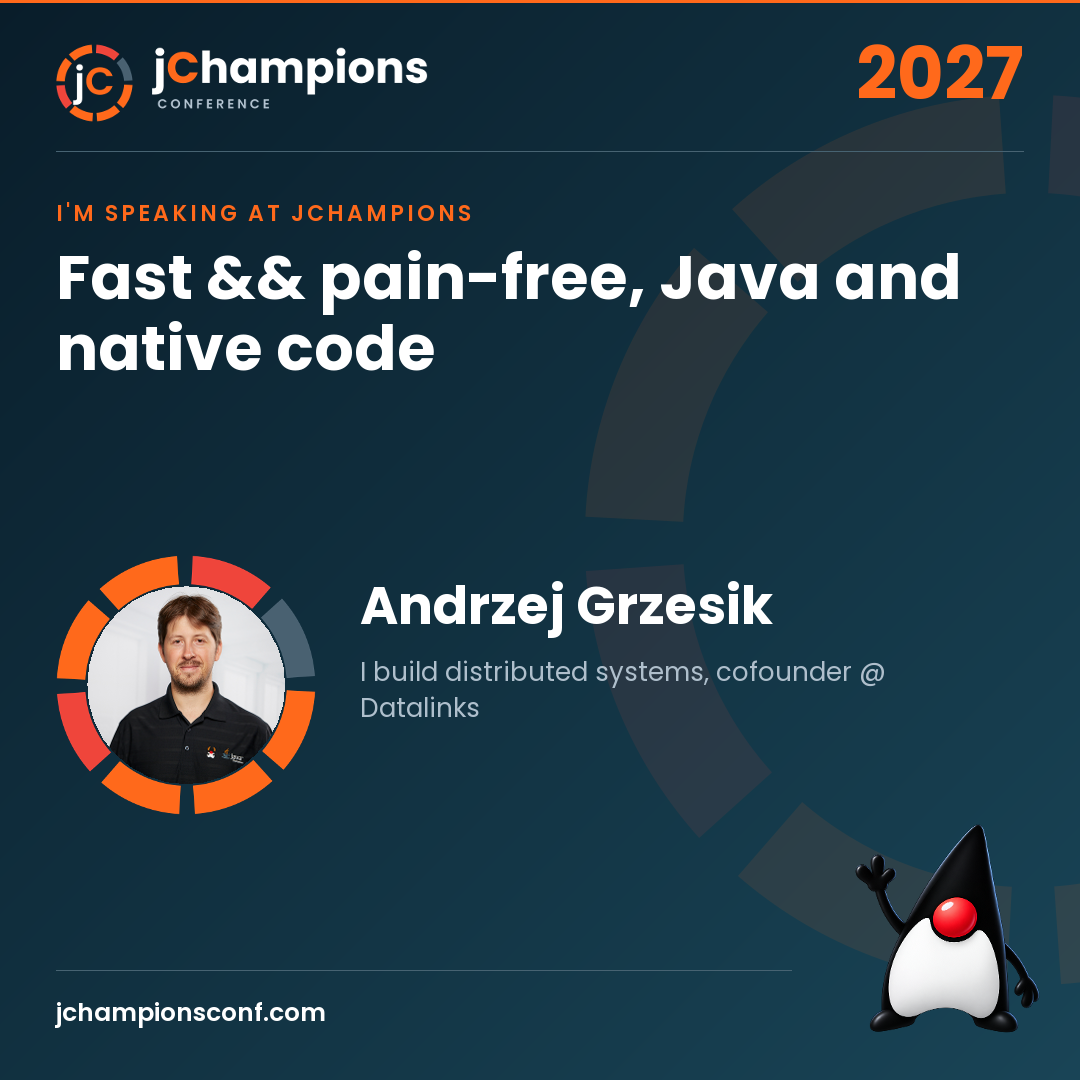 jC
jChampions
CONFERENCE
2027
I'M SPEAKING AT JCHAMPIONS
Fast && pain-free, Java and
native code
Andrzej Grzesik
I build distributed systems, cofounder @
Datalinks
jchampionsconf.com